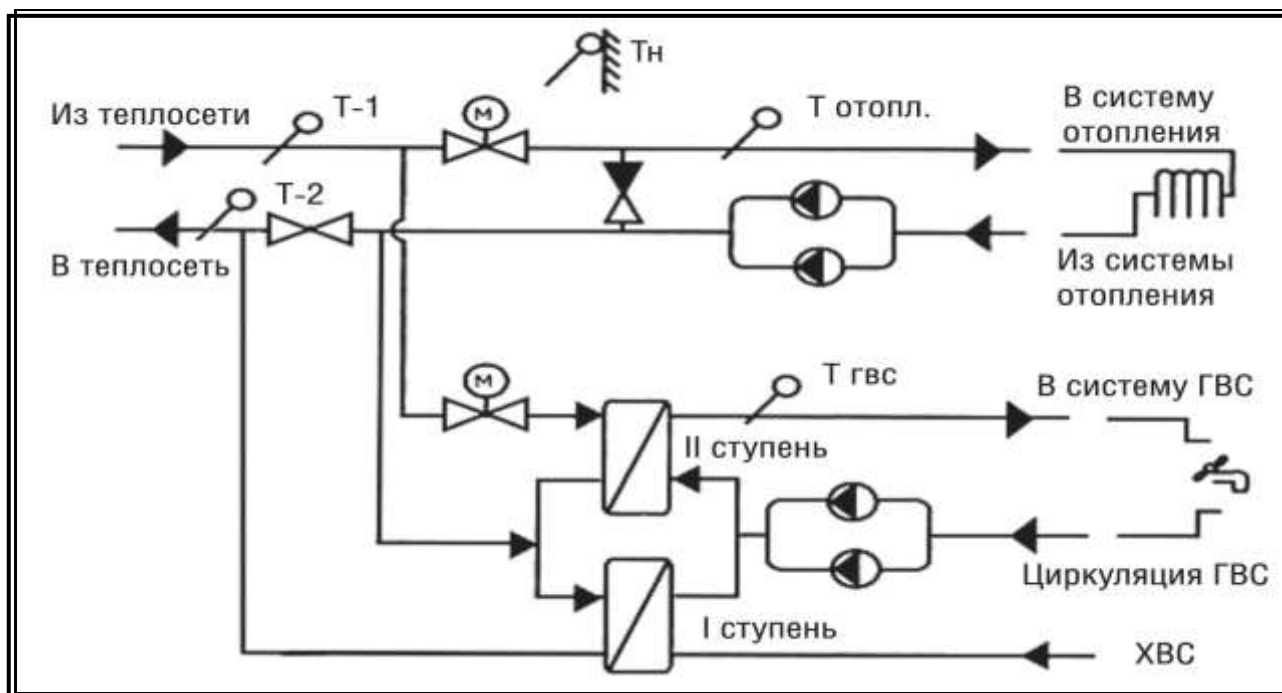 Тн
Из теплосети
Т-1
М
Т отопл.
В систему
отопления
Т-2
В теплосеть
Из системы
отопления
М
Т гвс
В систему ГВС
II ступень
Циркуляция ГВС
I ступень
ХВС